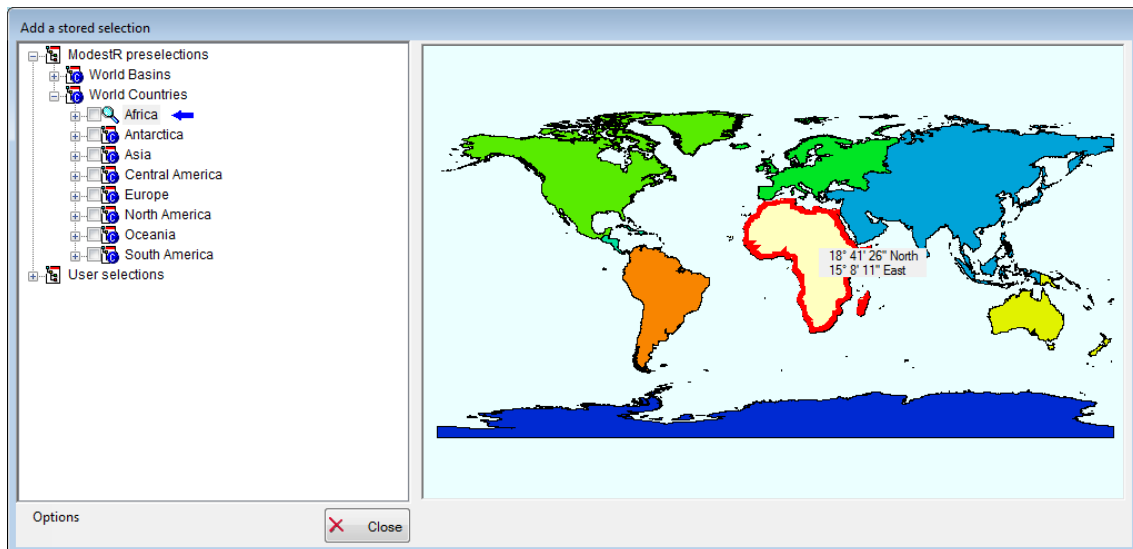 Add a stored selection
ModestR preselections
World Basins
World Countries
Africa
Antarctica
Asia
Central America
Europe
North America
Oceania
South America
User selections
18° 41' 26" North
15° 8' 11" East
Options
Close